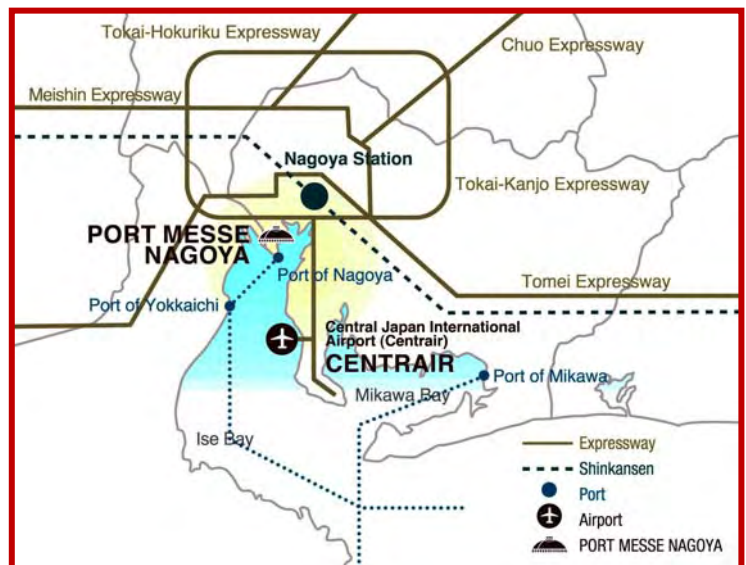 Tokai-Hokuriku Expressway
Chuo Expressway
Meishin Expressway
Nagoya Station
Tokai-Kanjo Expressway
PORT MESSE
NAGOYA
Port of Nagoya
Tomei Expressway
Port of Yokkaichi
Central Japan International
Airport (Centrair)
CENTRAIR
Port of Mikawa
Mikawa Bay
Ise Bay
Expressway
Shinkansen
Port
Airport
PORT MESSE NAGOYA